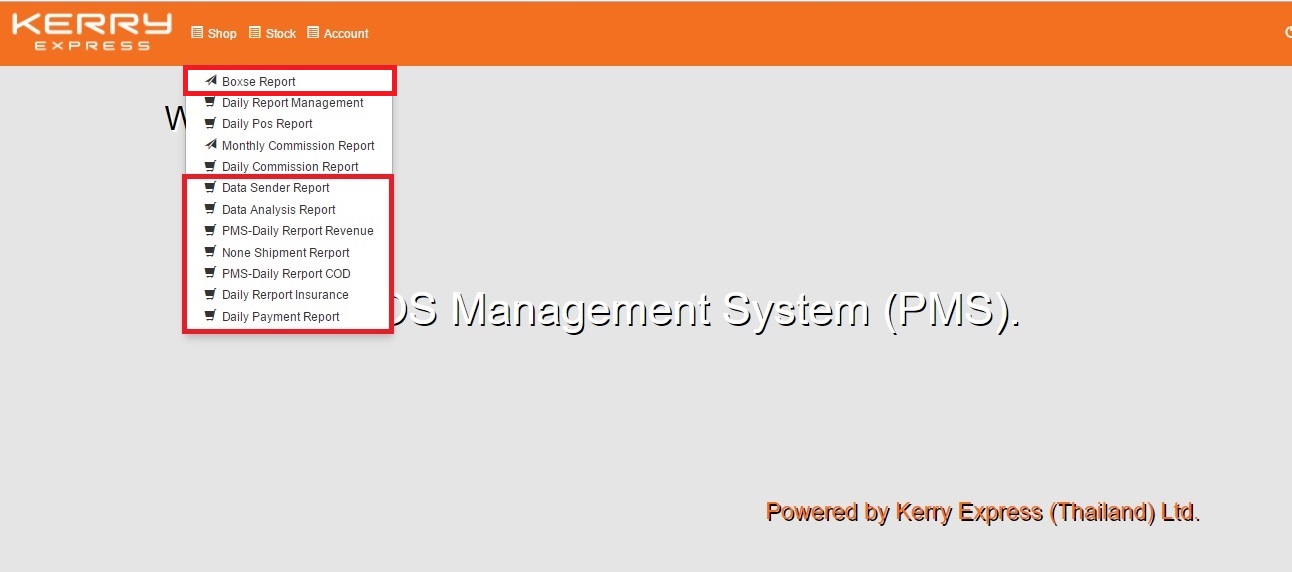 KERRY
EXPRESS
Shop Stock Account
Boxse Report
Daily Report Management
Daily Pos Report
Monthly Commission Report
Daily Commission Report
Data Sender Report
Data Analysis Report
PMS-Daily Rerport Revenue
None Shipment Rerport
PMS-Daily Rerport COD
Daily Rerport Insurance
Daily Payment Report
Management System (PMS).
Powered by Kerry Express (Thailand) Ltd.